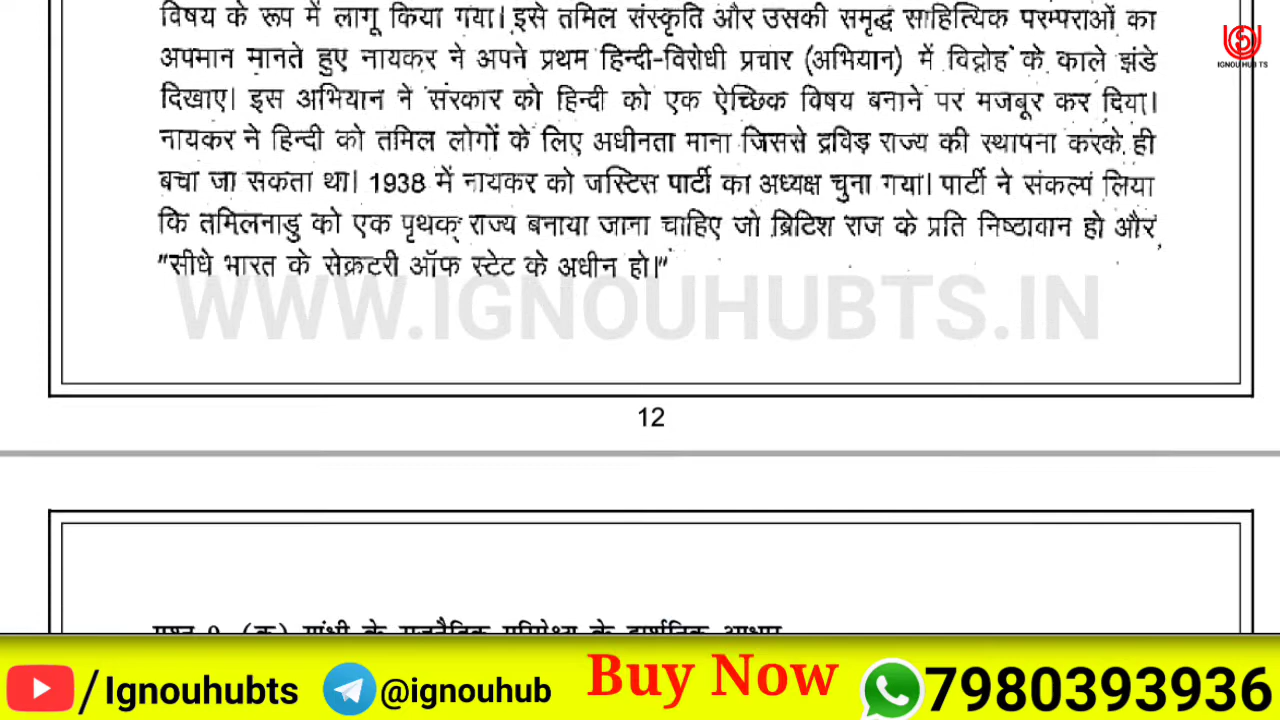 विषय के रूप में लागू किया गया। इसे तमिल संस्कृति और उसकी समृद्ध साहित्यिक परम्पराओं का
अपमान मानते हुए नायकर ने अपने प्रथम हिन्दी-विरोधी प्रचार (अभियान) में विद्रोह के काले झंडे
दिखाए। इस अभियान ने सरकार को हिन्दी को एक ऐच्छिक विषय बनाने पर मजबूर कर दिया।
नायकर ने हिन्दी को तमिल लोगों के लिए अधीनता माना जिससे द्रविड़ राज्य की स्थापना करके ही
बचा जा सकता था। 1938 में नायकर को जस्टिस पार्टी का अध्यक्ष चुना गया। पार्टी ने संकल्प लिया
कि तमिलनाडु को एक पृथक् राज्य बनाया जाना चाहिए जो ब्रिटिश राज के प्रति निष्ठावान हो और
"सीधे भारत के सेक्रटरी ऑफ स्टेट के अधीन हो।"
WWW.IGNOUHUBTS.IN
12
(क) गांधी के राजनैतिक परिप्रेक्ष्य के दार्शनिक
/Ignouhubts @ignouhub Buy Now 7980393936
IGNOUHUBTS